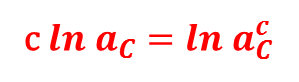 c ln a_C = ln a_C^c